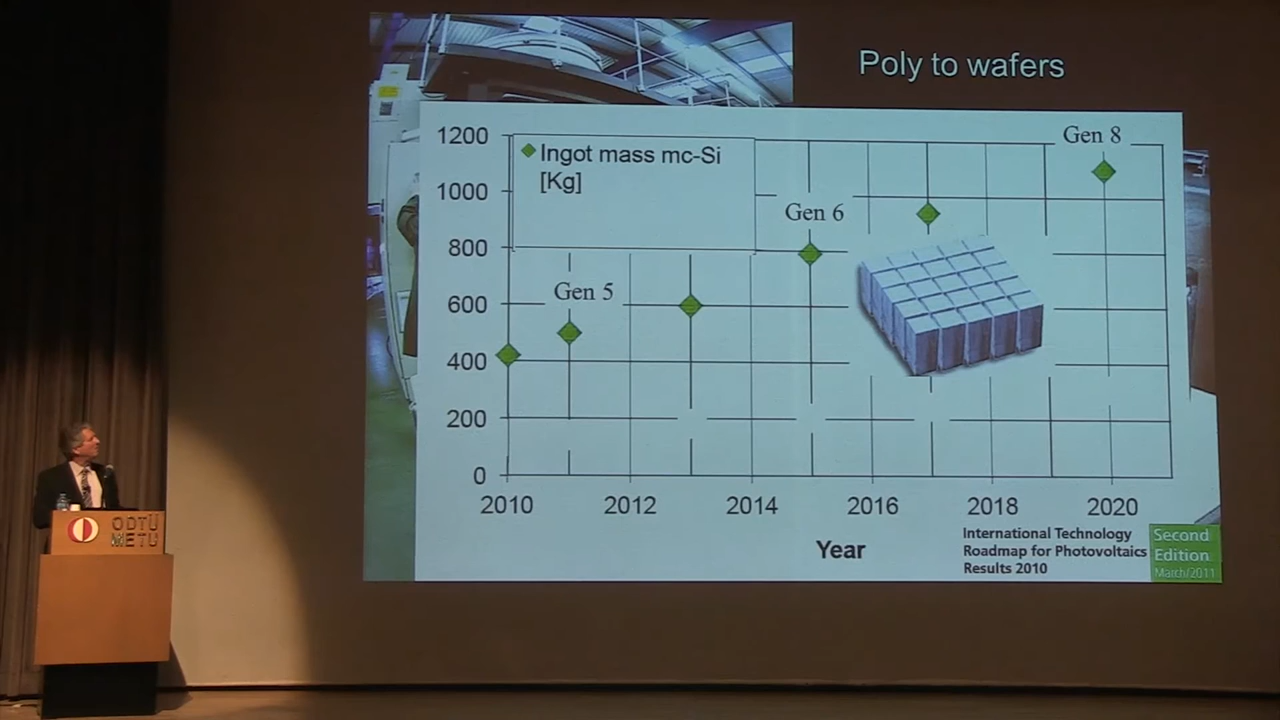 Poly to wafers
1200
1000
800
600
400
200
0
Ingot mass mc-Si
[Kg]
Gen 5
Gen 6
Gen 8
2010
2012
2014
2016
2018
2020
Year
International Technology
Roadmap for Photovoltaics
Results 2010
Second
Edition
March/2011
ODTÜ
METU